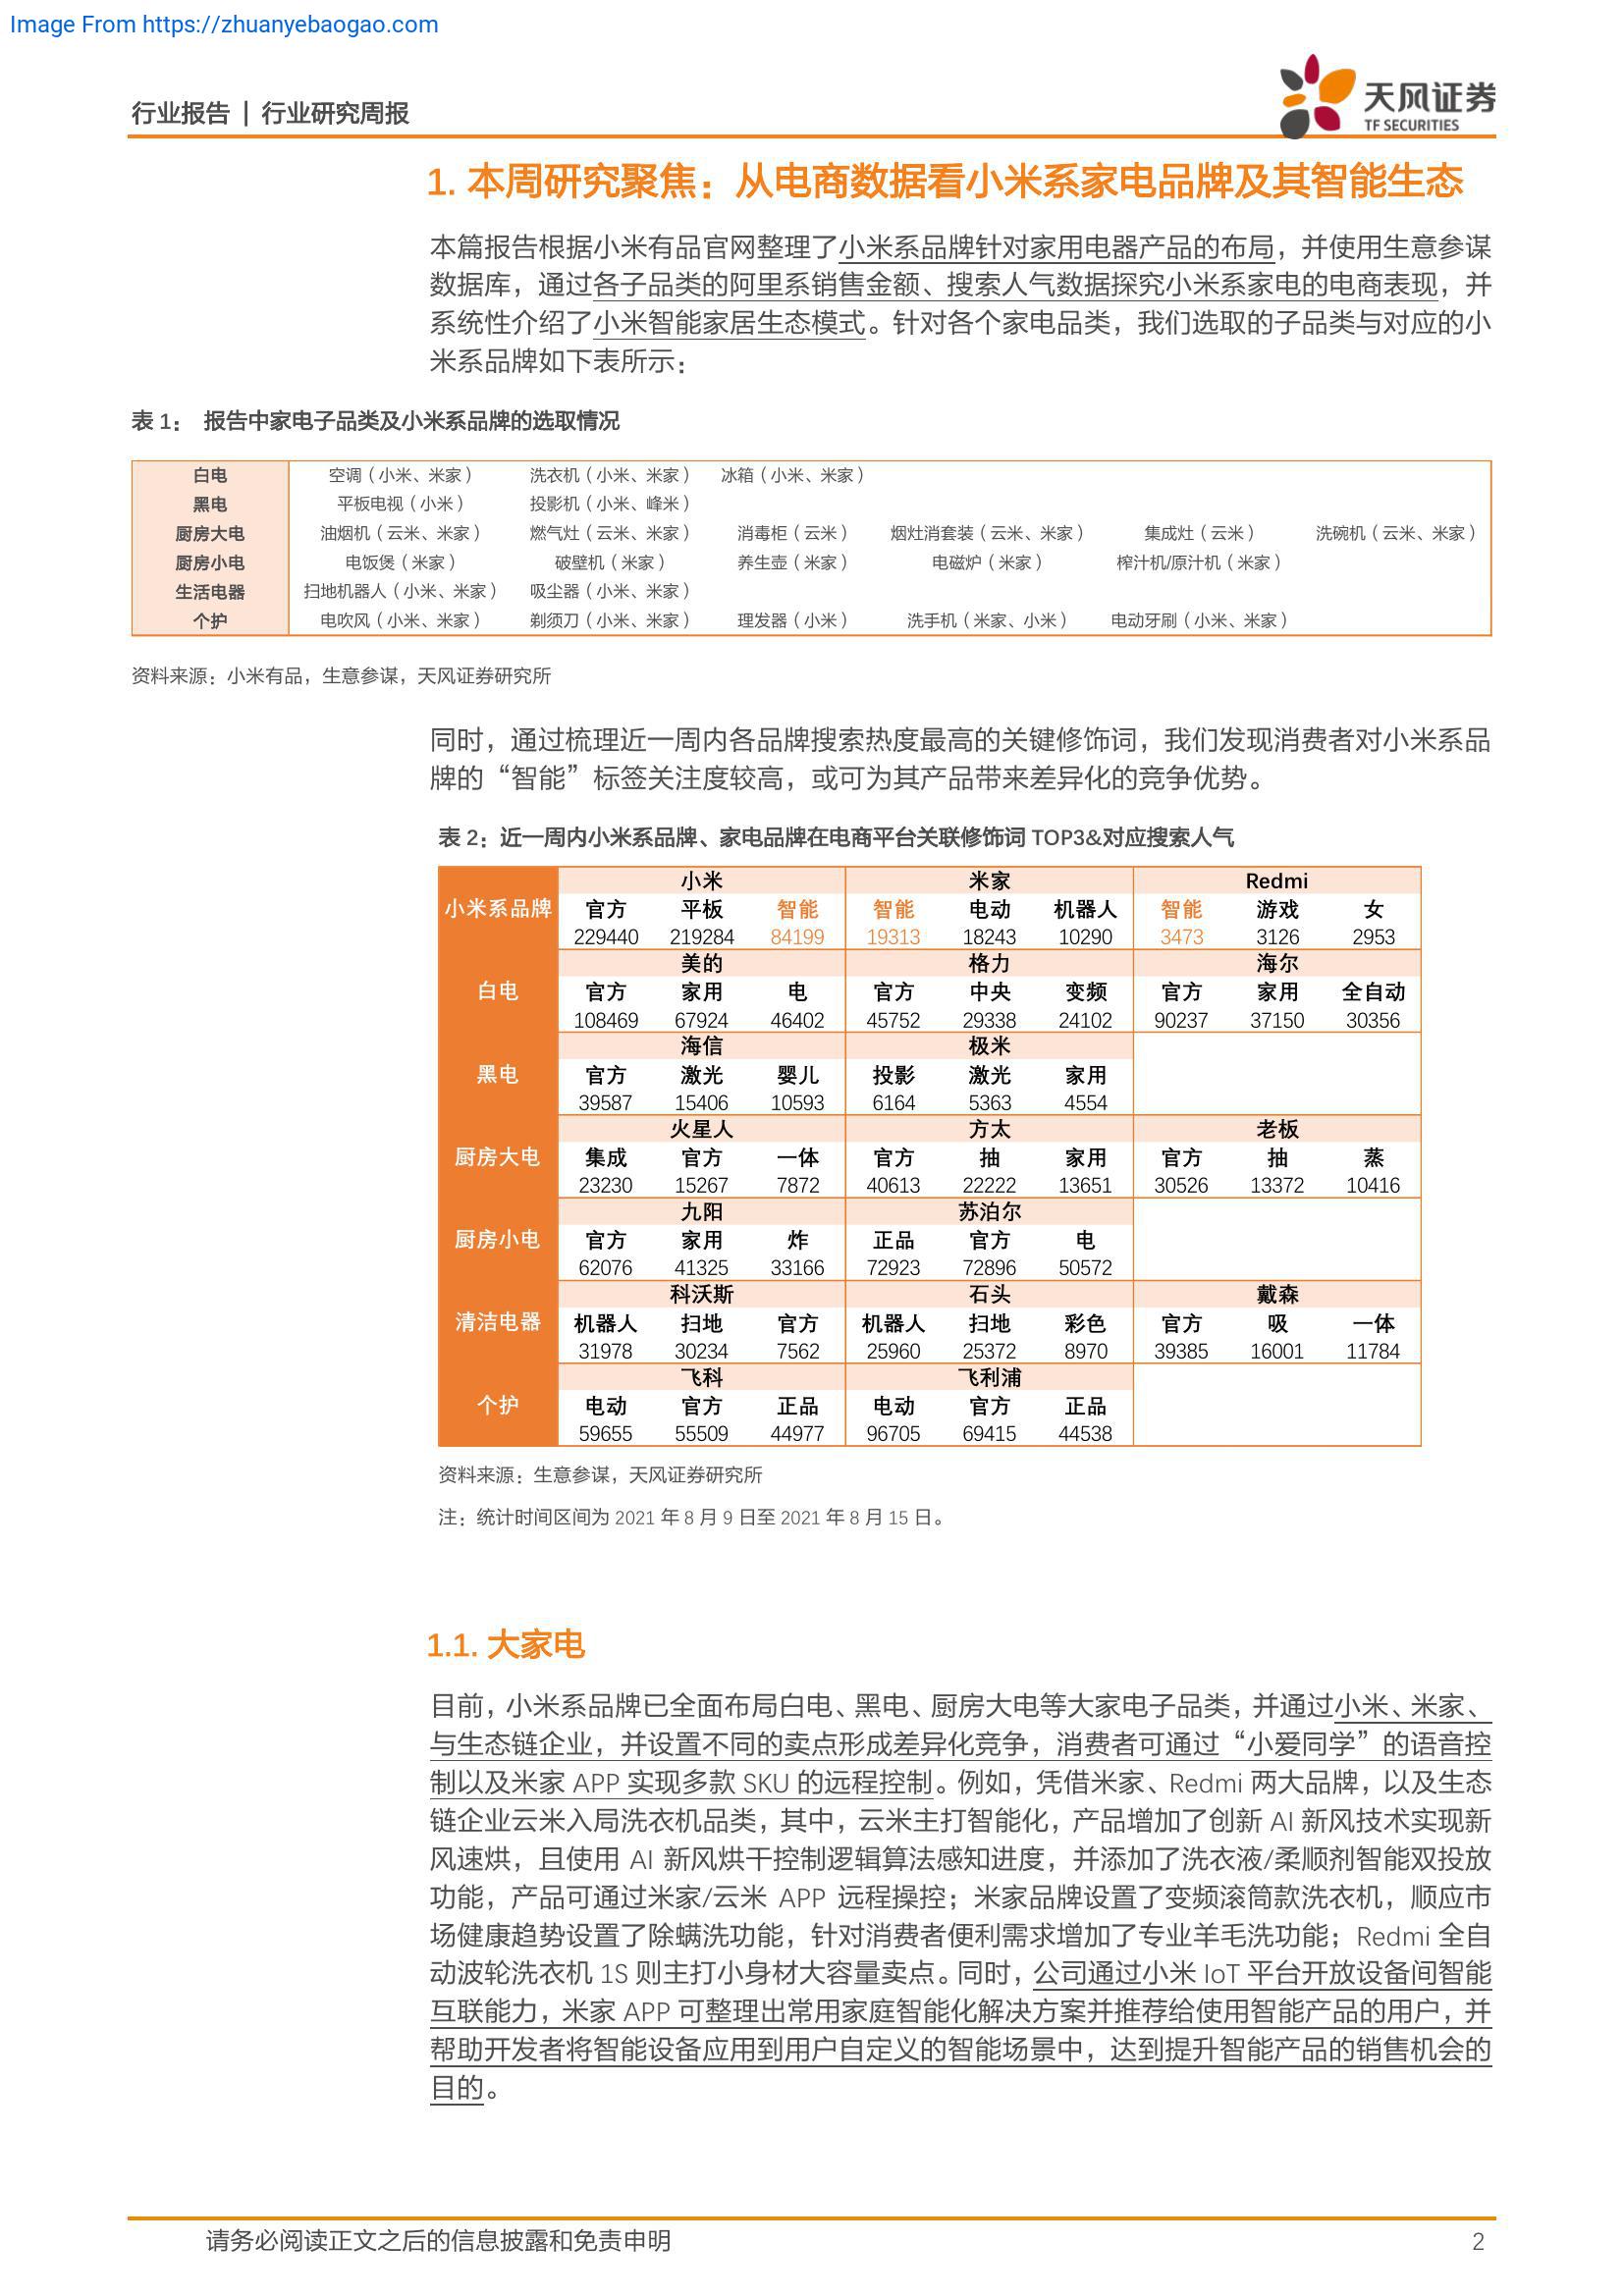 Image From https://zhuanyebaogao.com
行业报告 | 行业研究周报
天风证券
TF SECURITIES
1. 本周研究聚焦：从电商数据看小米系家电品牌及其智能生态
本篇报告根据小米有品官网整理了小米系品牌针对家用电器产品的布局，并使用生意参谋
数据库，通过各子品类的阿里系销售金额、搜索人气数据探究小米系家电的电商表现，并
系统性介绍了小米智能家居生态模式。针对各个家电品类，我们选取的子品类与对应的小
米系品牌如下表所示：
表 1： 报告中家电子品类及小米系品牌的选取情况
白电 空调（小米、米家） 洗衣机（小米、米家） 冰箱（小米、米家）
黑电 平板电视（小米） 投影机（小米、峰米）
厨房大电 油烟机（云米、米家） 燃气灶（云米、米家） 消毒柜（云米） 烟灶消套装（云米、米家） 集成灶（云米） 洗碗机（云米、米家）
厨房小电 电饭煲（米家） 破壁机（米家） 养生壶（米家） 电磁炉（米家） 榨汁机/原汁机（米家）
生活电器 扫地机器人（小米、米家） 吸尘器（小米、米家）
个护 电吹风（小米、米家） 剃须刀（小米、米家） 理发器（小米） 洗手机（米家、小米） 电动牙刷（小米、米家）
资料来源：小米有品，生意参谋，天风证券研究所
同时，通过梳理近一周内各品牌搜索热度最高的关键修饰词，我们发现消费者对小米系品
牌的“智能”标签关注度较高，或可为其产品带来差异化的竞争优势。
表 2：近一周内小米系品牌、家电品牌在电商平台关联修饰词 TOP3&对应搜索人气
小米 米家 Redmi
小米系品牌 官方 平板 智能 智能 电动 机器人 智能 游戏 女
229440 219284 84199 19313 18243 10290 3473 3126 2953
美的 格力 海尔
白电 官方 家用 电 官方 中央 变频 官方 家用 全自动
108469 67924 46402 45752 29338 24102 90237 37150 30356
海信 极米
黑电 官方 激光 婴儿 投影 激光 家用
39587 15406 10593 6164 5363 4554
火星人 方太 老板
厨房大电 集成 官方 一体 官方 抽 家用 官方 抽 蒸
23230 15267 7872 40613 22222 13651 30526 13372 10416
九阳 苏泊尔
厨房小电 官方 家用 炸 正品 官方 电
62076 41325 33166 72923 72896 50572
科沃斯 石头 戴森
清洁电器 机器人 扫地 官方 机器人 扫地 彩色 官方 吸 一体
31978 30234 7562 25960 25372 8970 39385 16001 11784
飞科 飞利浦
个护 电动 官方 正品 电动 官方 正品
59655 55509 44977 96705 69415 44538
资料来源：生意参谋，天风证券研究所
注：统计时间区间为 2021 年 8 月 9 日至 2021 年 8 月 15 日。
1.1. 大家电
目前，小米系品牌已全面布局白电、黑电、厨房大电等大家电子品类，并通过小米、米家、
与生态链企业，并设置不同的卖点形成差异化竞争，消费者可通过“小爱同学”的语音控
制以及米家 APP 实现多款 SKU 的远程控制。例如，凭借米家、Redmi 两大品牌，以及生态
链企业云米入局洗衣机品类，其中，云米主打智能化，产品增加了创新 AI 新风技术实现新
风速烘，且使用 AI 新风烘干控制逻辑算法感知进度，并添加了洗衣液/柔顺剂智能双投放
功能，产品可通过米家/云米 APP 远程操控；米家品牌设置了变频滚筒款洗衣机，顺应市
场健康趋势设置了除螨洗功能，针对消费者便利需求增加了专业羊毛洗功能；Redmi 全自
动波轮洗衣机 1S 则主打小身材大容量卖点。同时，公司通过小米 IoT 平台开放设备间智能
互联能力，米家 APP 可整理出常用家庭智能化解决方案并推荐给使用智能产品的用户，并
帮助开发者将智能设备应用到用户自定义的智能场景中，达到提升智能产品的销售机会的
目的。
请务必阅读正文之后的信息披露和免责申明
2